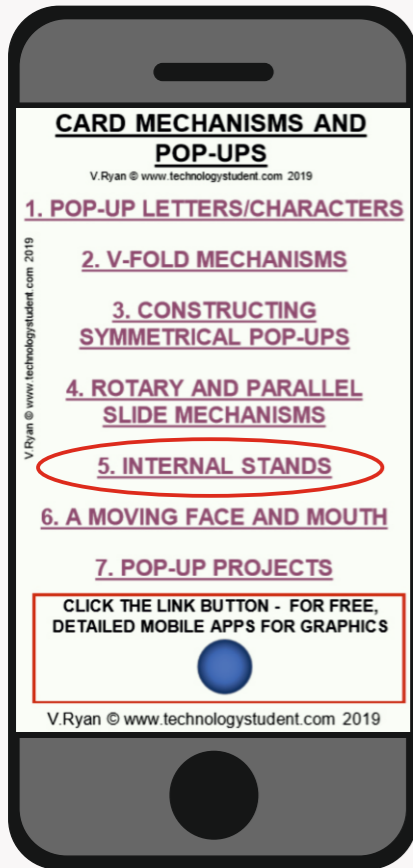 CARD MECHANISMS AND
POP-UPS
V.Ryan © www.technologystudent.com 2019
1. POP-UP LETTERS/CHARACTERS
V.Ryan © www.technologystudent.com 2019
2. V-FOLD MECHANISMS
3. CONSTRUCTING
SYMMETRICAL POP-UPS
4. ROTARY AND PARALLEL
SLIDE MECHANISMS
5. INTERNAL STANDS
6. A MOVING FACE AND MOUTH
7. POP-UP PROJECTS
CLICK THE LINK BUTTON - FOR FREE,
DETAILED MOBILE APPS FOR GRAPHICS
V.Ryan © www.technologystudent.com 2019